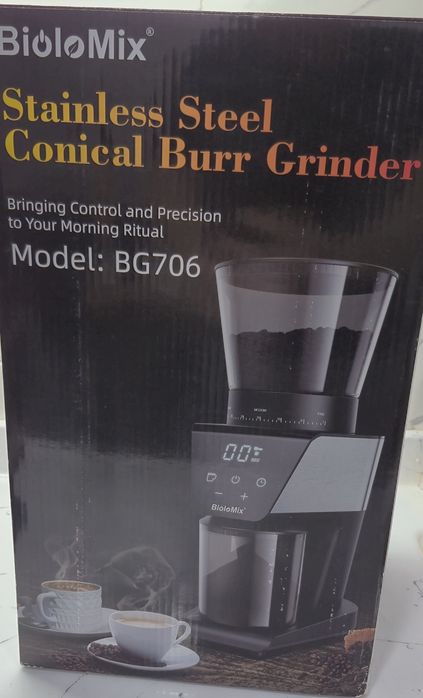 BioloMix®
Stainless Steel
Conical Burr Grinder
Bringing Control and Precision
to Your Morning Ritual
Model: BG706
00
- +
BioloMix